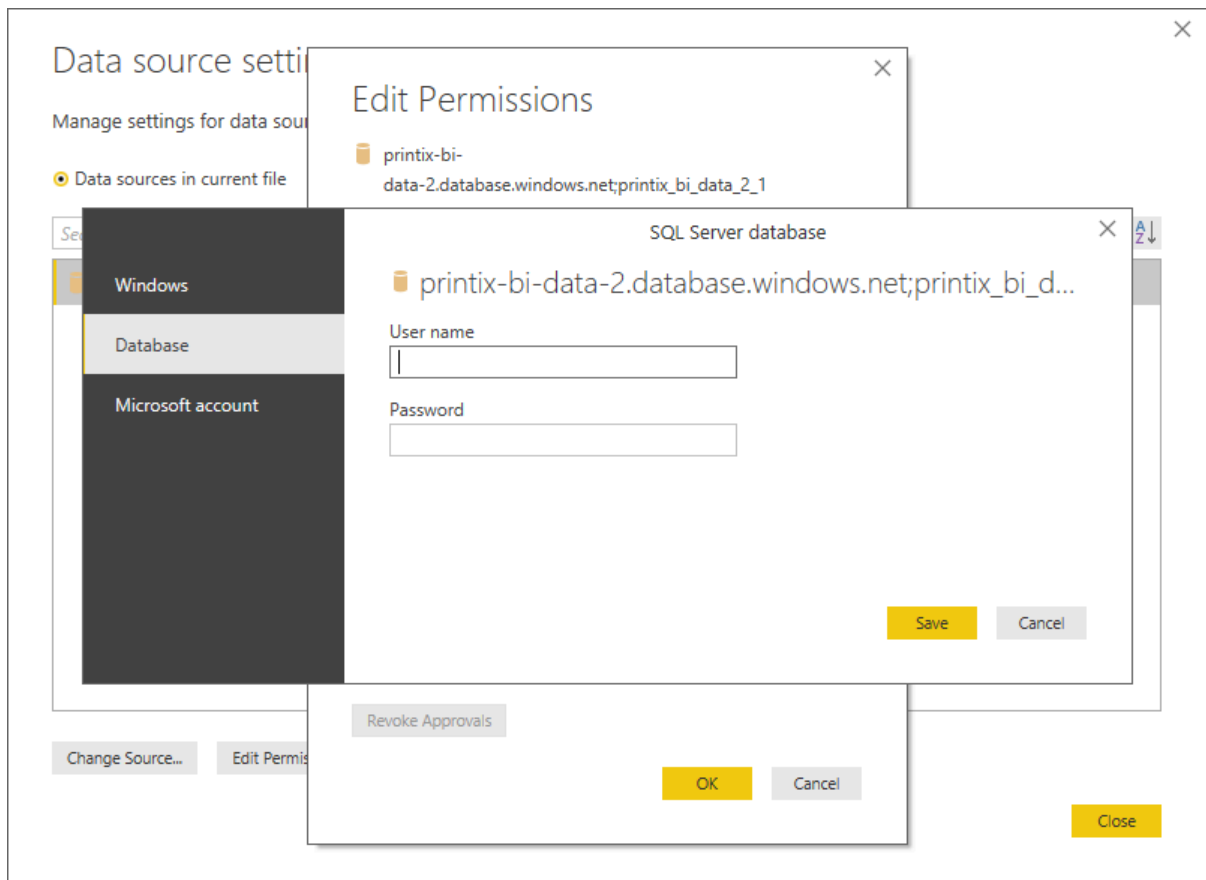 Data source setti
Manage settings for data sour
Data sources in current file
Edit Permissions
printix-bi-
data-2.database.windows.net;printix_bi_data_2_1
SQL Server database
Windows
Database
Microsoft account
printix-bi-data-2.database.windows.net;printix_bi_d...
User name
Password
Save
Cancel
Revoke Approvals
Change Source...
Edit Permis
OK
Cancel
Close